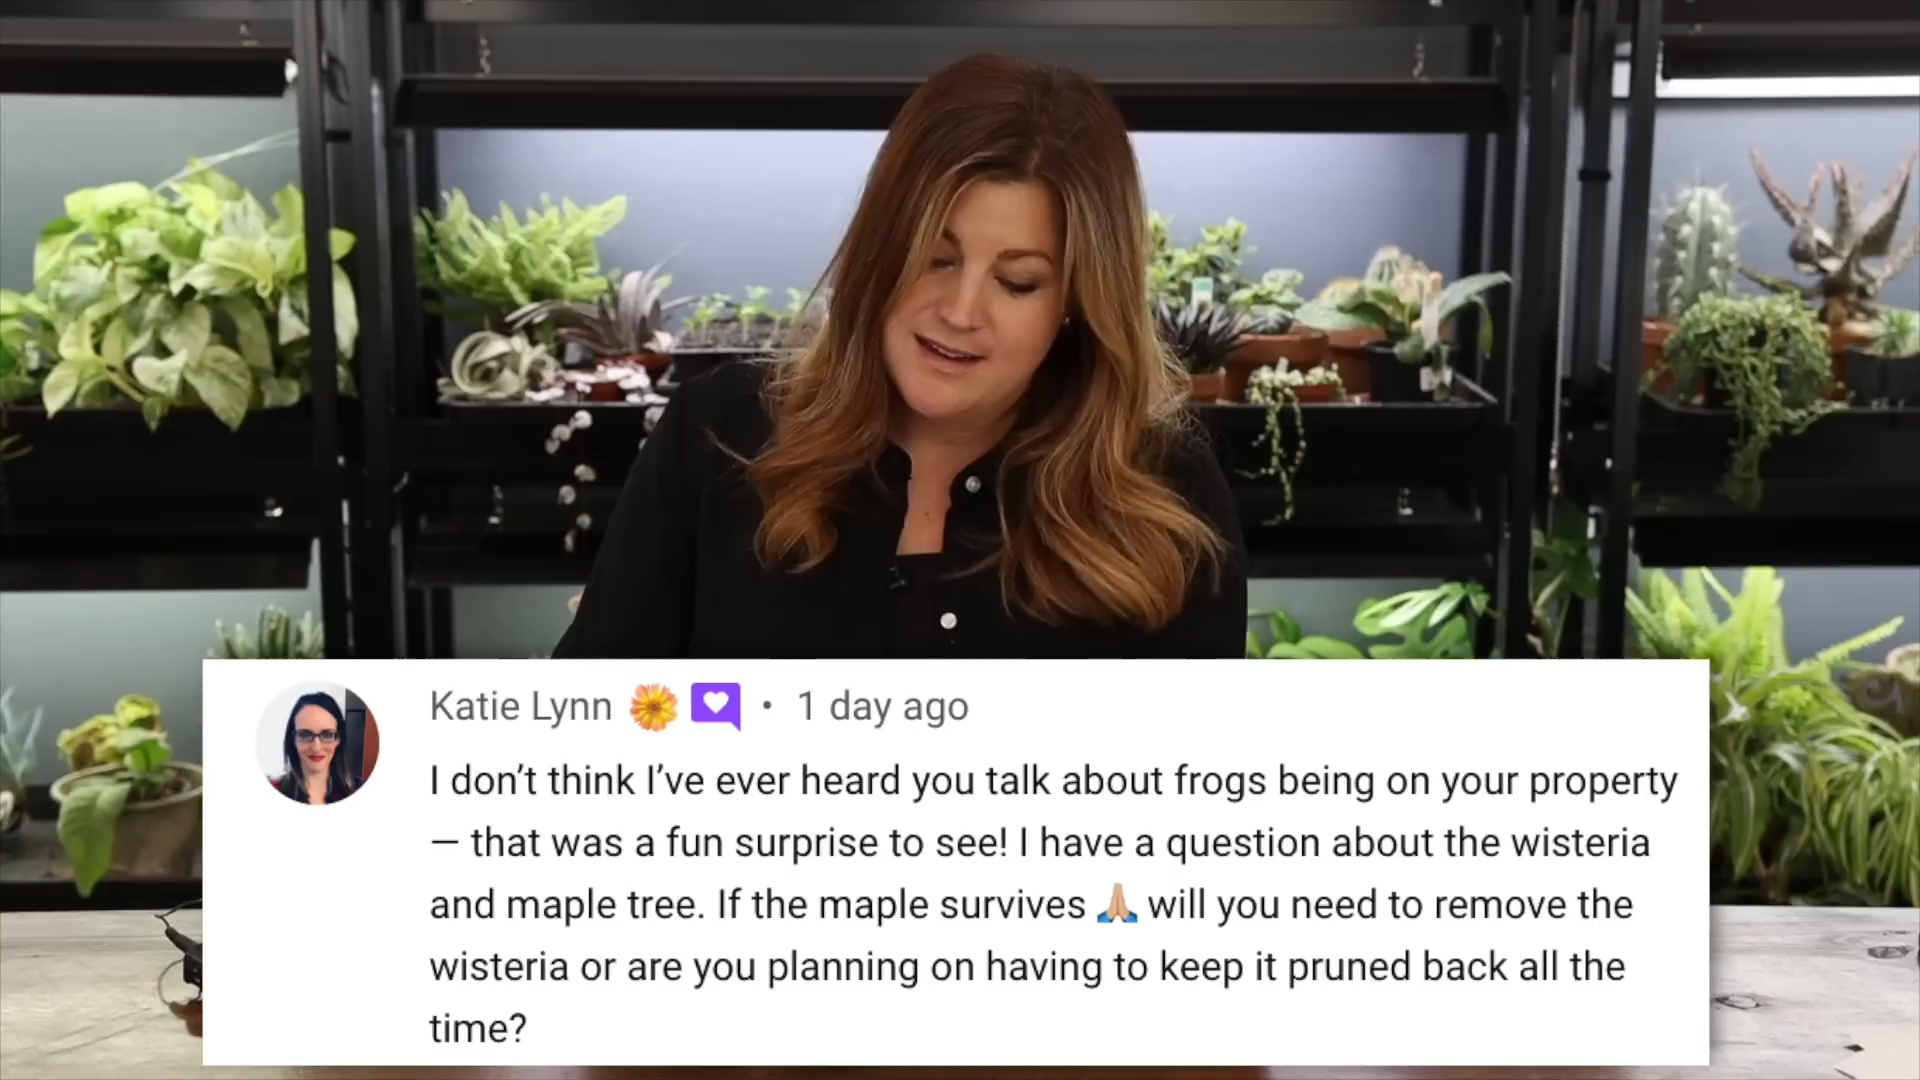 Katie Lynn 🌼 💜 • 1 day ago
I don’t think I’ve ever heard you talk about frogs being on your property
— that was a fun surprise to see! I have a question about the wisteria
and maple tree. If the maple survives 🙏🏼 will you need to remove the
wisteria or are you planning on having to keep it pruned back all the
time?